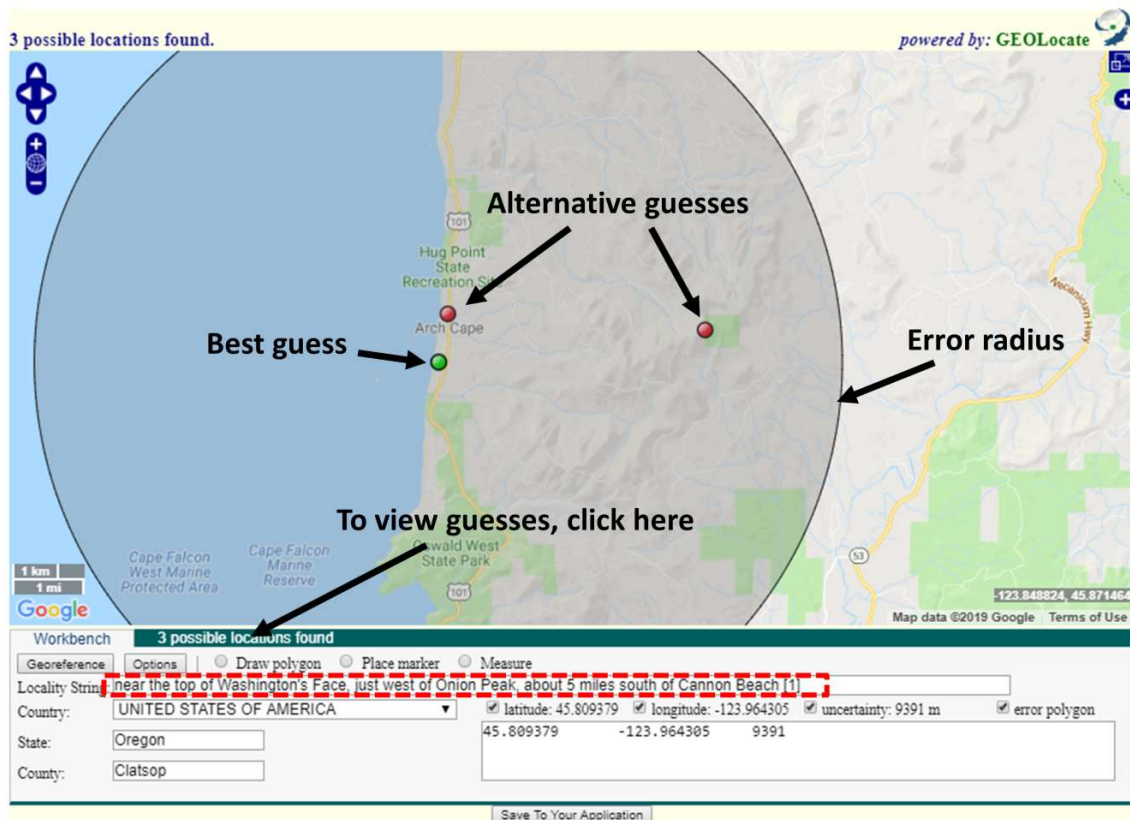 3 possible locations found.
powered by: GEOLocate
101
Alternative guesses
Hug Point
State
Recreation Site
Arch Cape
Best guess
Error radius
Necanicum Hwy
To view guesses, click here
Oswald West
State Park
Cape Falcon
West Marine
Protected Area
Cape Falcon
Marine
Reserve
53
101
1 km
1 mi
-123.848824, 45.871464
Google
Map data ©2019 Google Terms of Use
Workbench 3 possible locations found
Georeference Options | Draw polygon Place marker Measure
Locality String: near the top of Washington's Face, just west of Onion Peak, about 5 miles south of Cannon Beach [1]
Country: UNITED STATES OF AMERICA latitude: 45.809379 longitude: -123.964305 uncertainty: 9391 m error polygon
45.809379 -123.964305 9391
State: Oregon
County: Clatsop
Save To Your Application